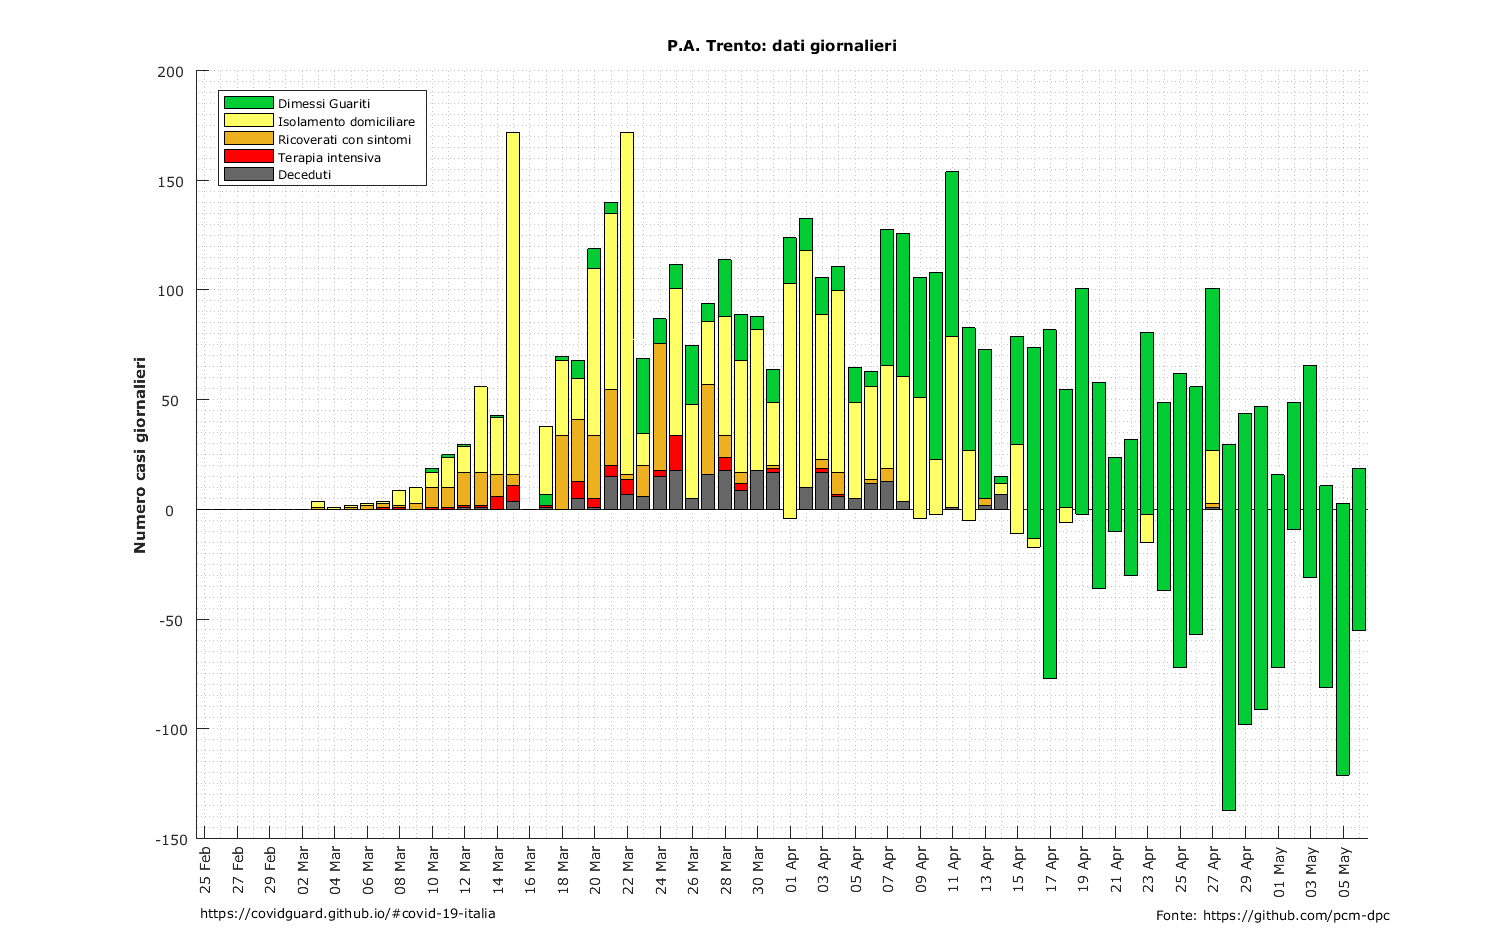 P.A. Trento: dati giornalieri
200
150
100
50
0
-50
-100
-150
Numero casi giornalieri
Dimessi Guariti
Isolamento domiciliare
Ricoverati con sintomi
Terapia intensiva
Deceduti
25 Feb
27 Feb
29 Feb
02 Mar
04 Mar
06 Mar
08 Mar
10 Mar
12 Mar
14 Mar
16 Mar
18 Mar
20 Mar
22 Mar
24 Mar
26 Mar
28 Mar
30 Mar
01 Apr
03 Apr
05 Apr
07 Apr
09 Apr
11 Apr
13 Apr
15 Apr
17 Apr
19 Apr
21 Apr
23 Apr
25 Apr
27 Apr
29 Apr
01 May
03 May
05 May
https://covidguard.github.io/#covid-19-italia
Fonte: https://github.com/pcm-dpc